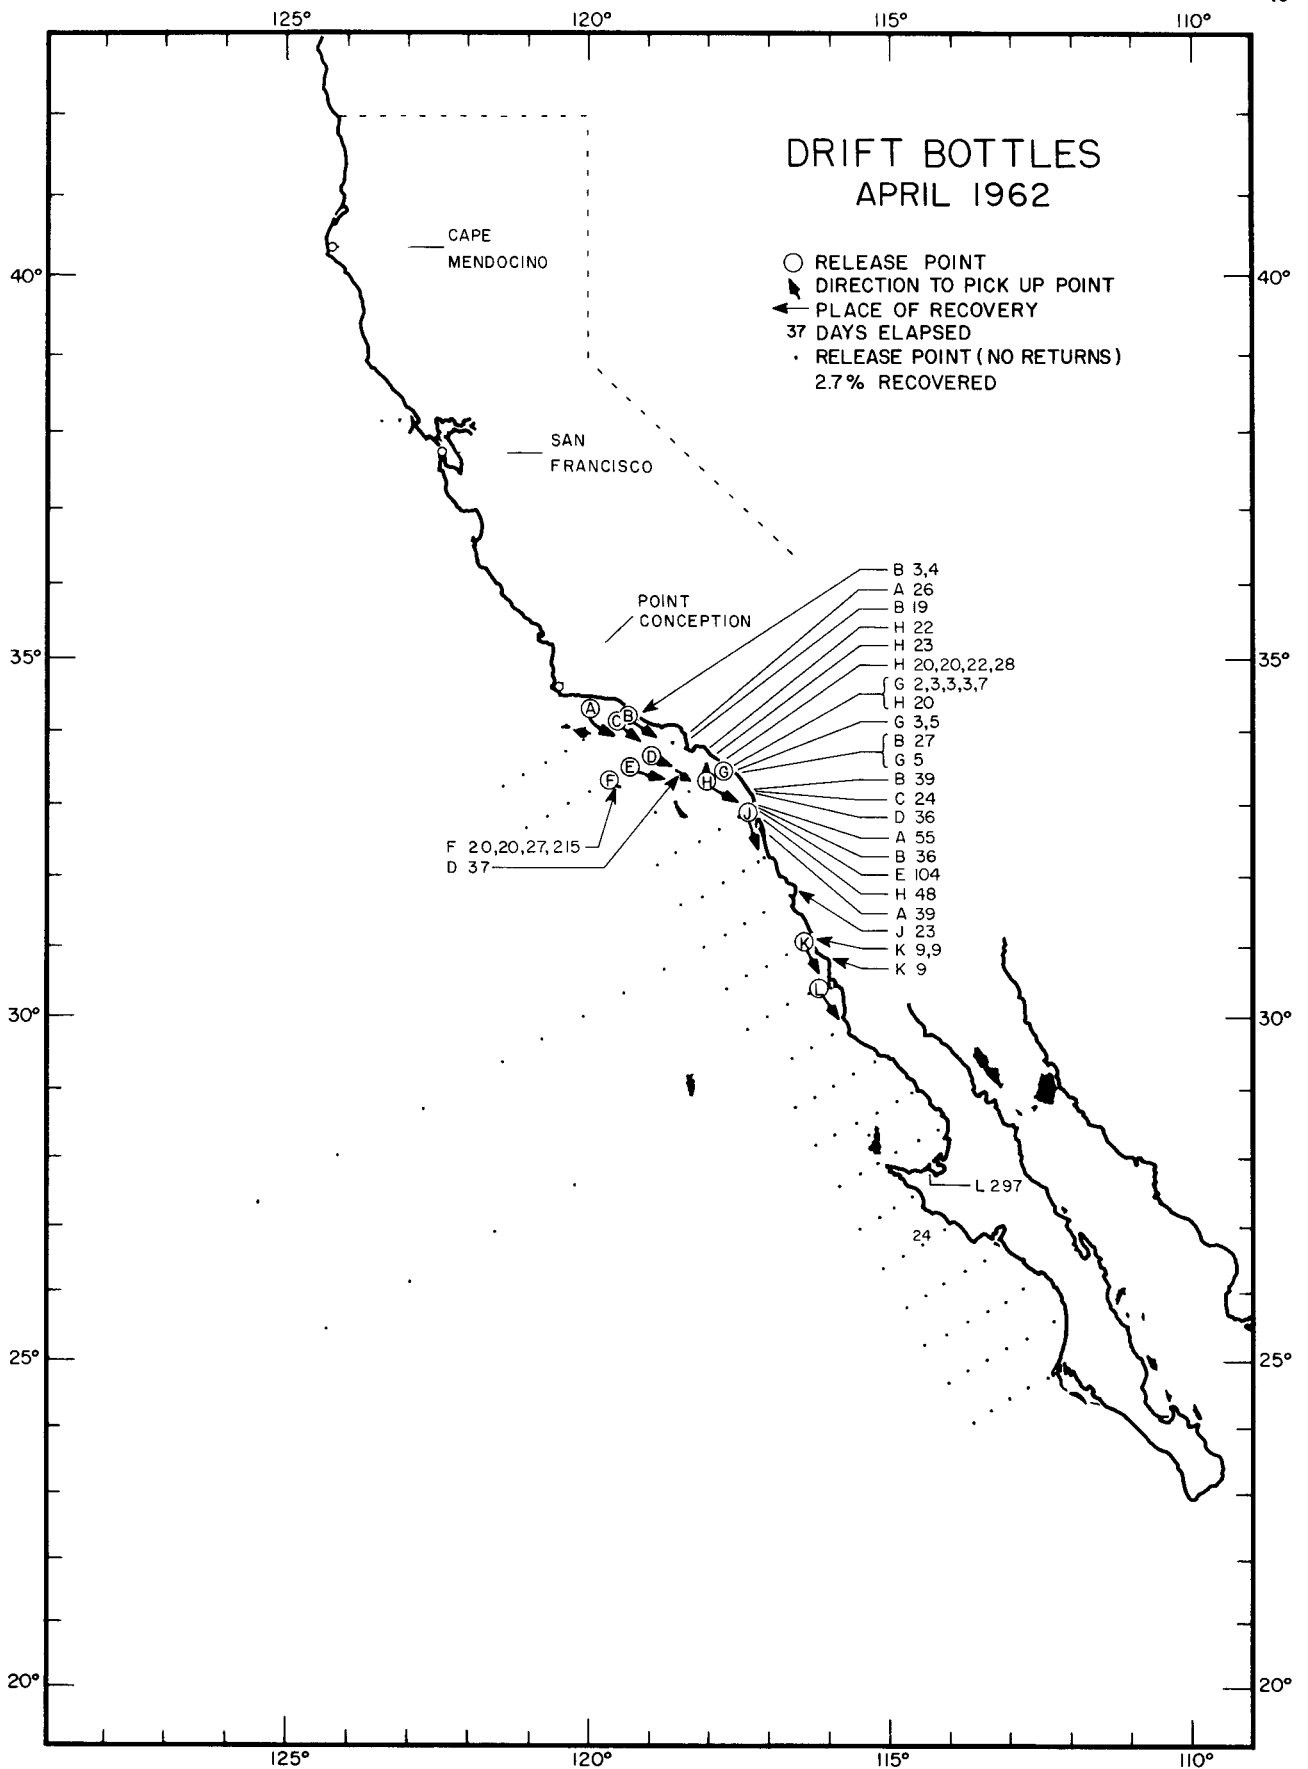 125° 120° 115° 110°
DRIFT BOTTLES
APRIL 1962
RELEASE POINT
DIRECTION TO PICK UP POINT
PLACE OF RECOVERY
37 DAYS ELAPSED
RELEASE POINT (NO RETURNS)
2.7% RECOVERED
CAPE
MENDOCINO
40° 40°
SAN
FRANCISCO
POINT
CONCEPTION
35° 35°
B 3,4
A 26
B 19
H 22
H 23
H 20,20,22,28
G 2,3,3,3,7
H 20
G 3,5
B 27
G 5
B 39
C 24
D 36
A 55
B 36
E 104
H 48
A 39
J 23
K 9,9
K 9
A
C
B
D
E
F
G
H
J
K
L
F 20,20,27,215
D 37
30° 30°
L 297
24
25° 25°
20° 20°
125° 120° 115° 110°